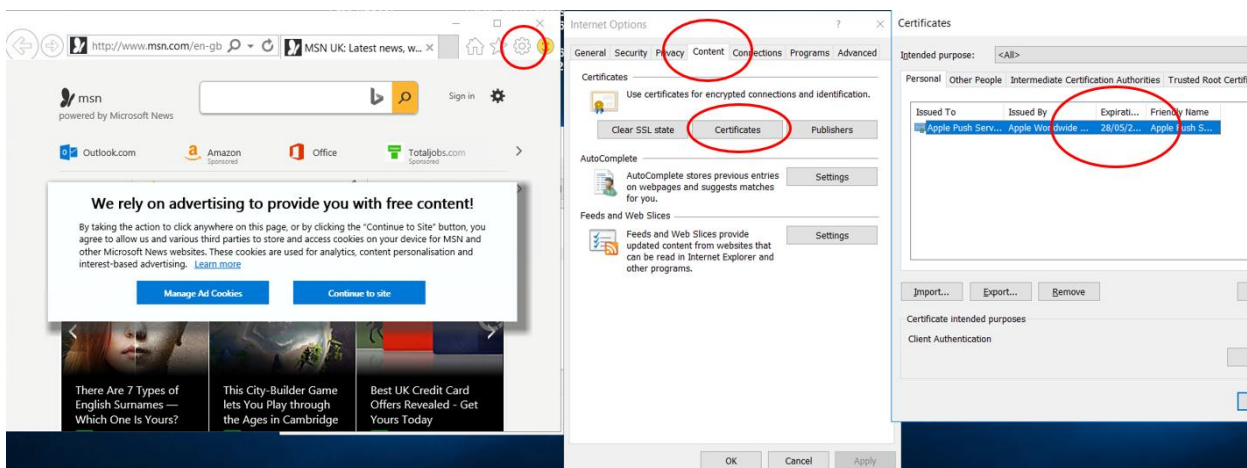 http://www.msn.com/en-gb
MSN UK: Latest news, w...
msn
powered by Microsoft News
Sign in
Outlook.com
Amazon
Sponsored
Office
Totaljobs.com
Sponsored
We rely on advertising to provide you with free content!
By taking the action to click anywhere on this page, or by clicking the "Continue to Site" button, you
agree to allow us and various third parties to store and access cookies on your device for MSN and
other Microsoft News websites. These cookies are used for analytics, content personalisation and
interest-based advertising. Learn more
Manage Ad Cookies
Continue to site
There Are 7 Types of
English Surnames —
Which One Is Yours?
This City-Builder Game
lets You Play through
the Ages in Cambridge
Best UK Credit Card
Offers Revealed - Get
Yours Today
Internet Options
General Security Privacy Content Connections Programs Advanced
Certificates
Use certificates for encrypted connections and identification.
Clear SSL state
Certificates
Publishers
AutoComplete
AutoComplete stores previous entries
on webpages and suggests matches
for you.
Settings
Feeds and Web Slices
Feeds and Web Slices provide
updated content from websites that
can be read in Internet Explorer and
other programs.
Settings
OK Cancel Apply
Certificates
Intended purpose: <All>
Personal Other People Intermediate Certification Authorities Trusted Root Certifi
Issued To Issued By Expirati... Friendly Name
Apple Push Serv... Apple Worldwide ... 28/05/2... Apple Push S...
Import... Export... Remove
Certificate intended purposes
Client Authentication